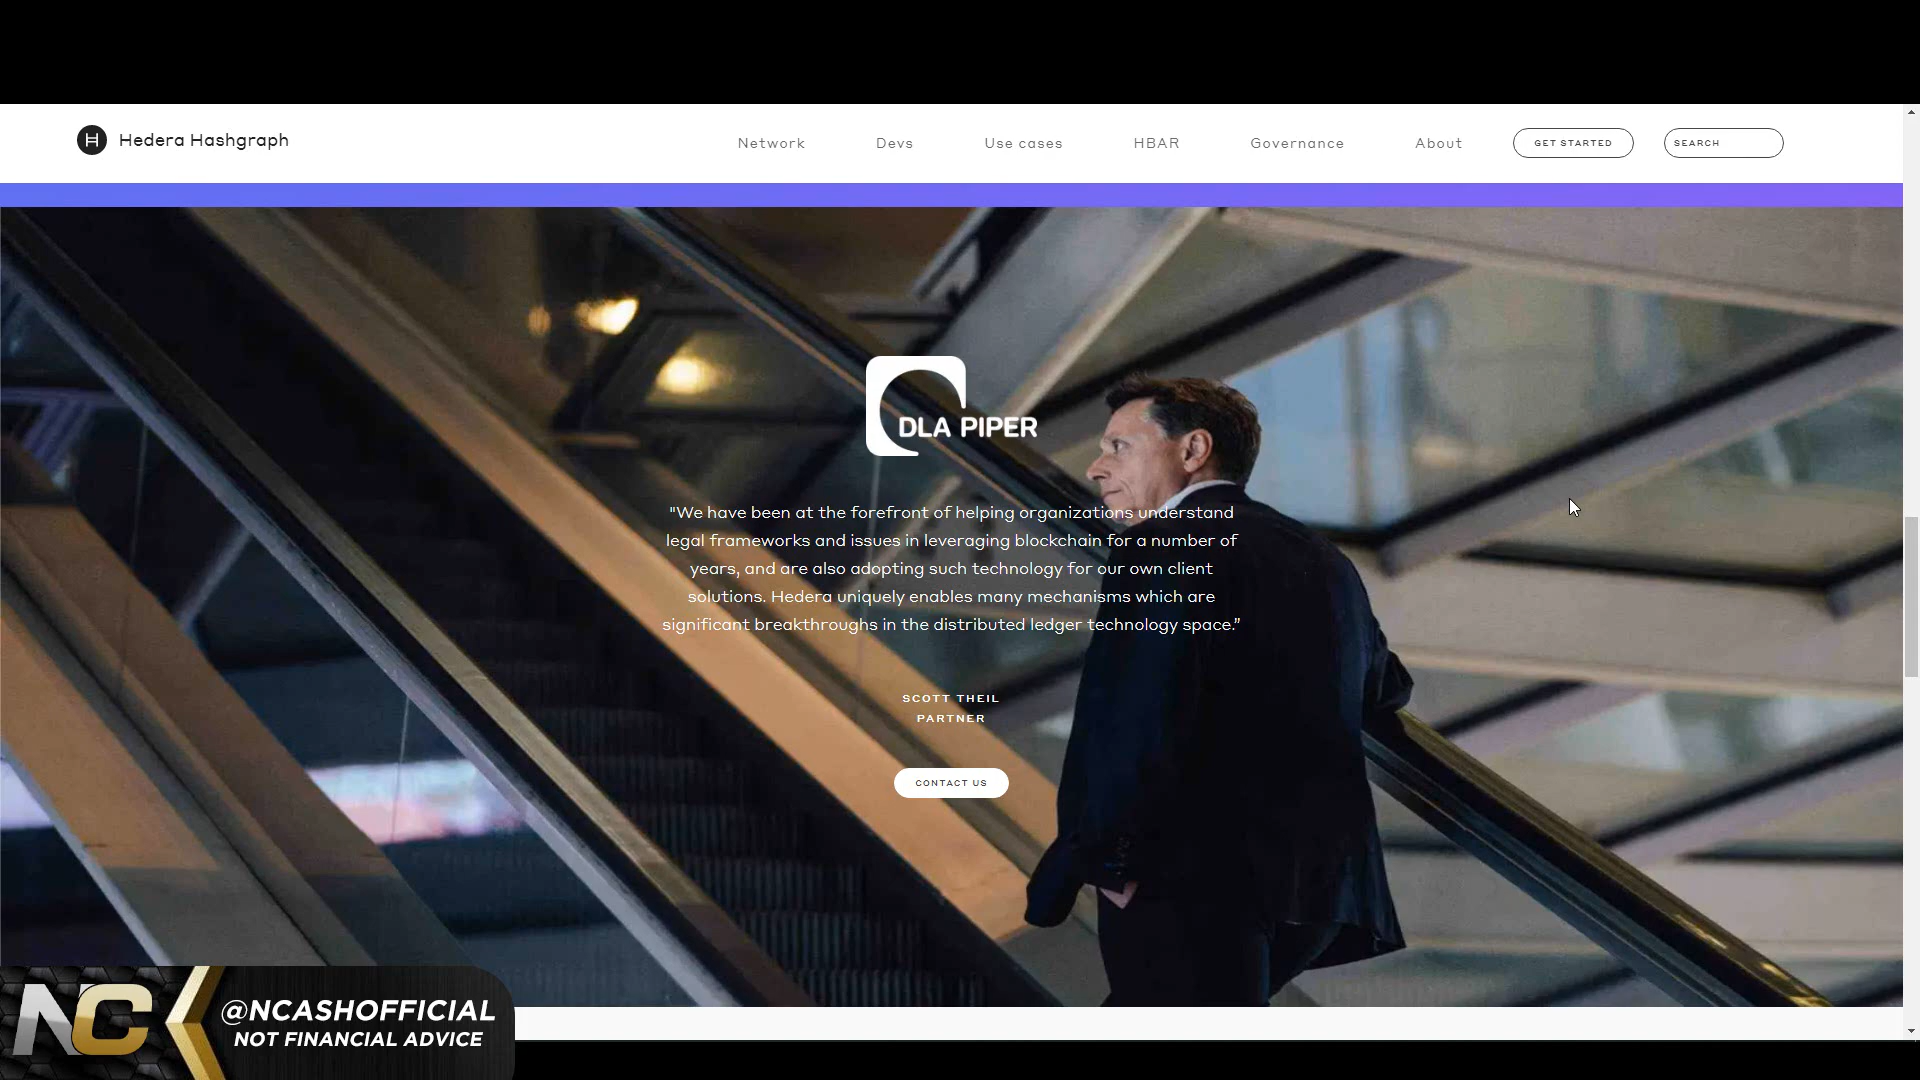 H Hedera Hashgraph
Network Devs Use cases HBAR Governance About GET STARTED SEARCH
DLA PIPER
"We have been at the forefront of helping organizations understand
legal frameworks and issues in leveraging blockchain for a number of
years, and are also adopting such technology for our own client
solutions. Hedera uniquely enables many mechanisms which are
significant breakthroughs in the distributed ledger technology space.”
SCOTT THEIL
PARTNER
CONTACT US
NC @NCASHOFFICIAL
NOT FINANCIAL ADVICE